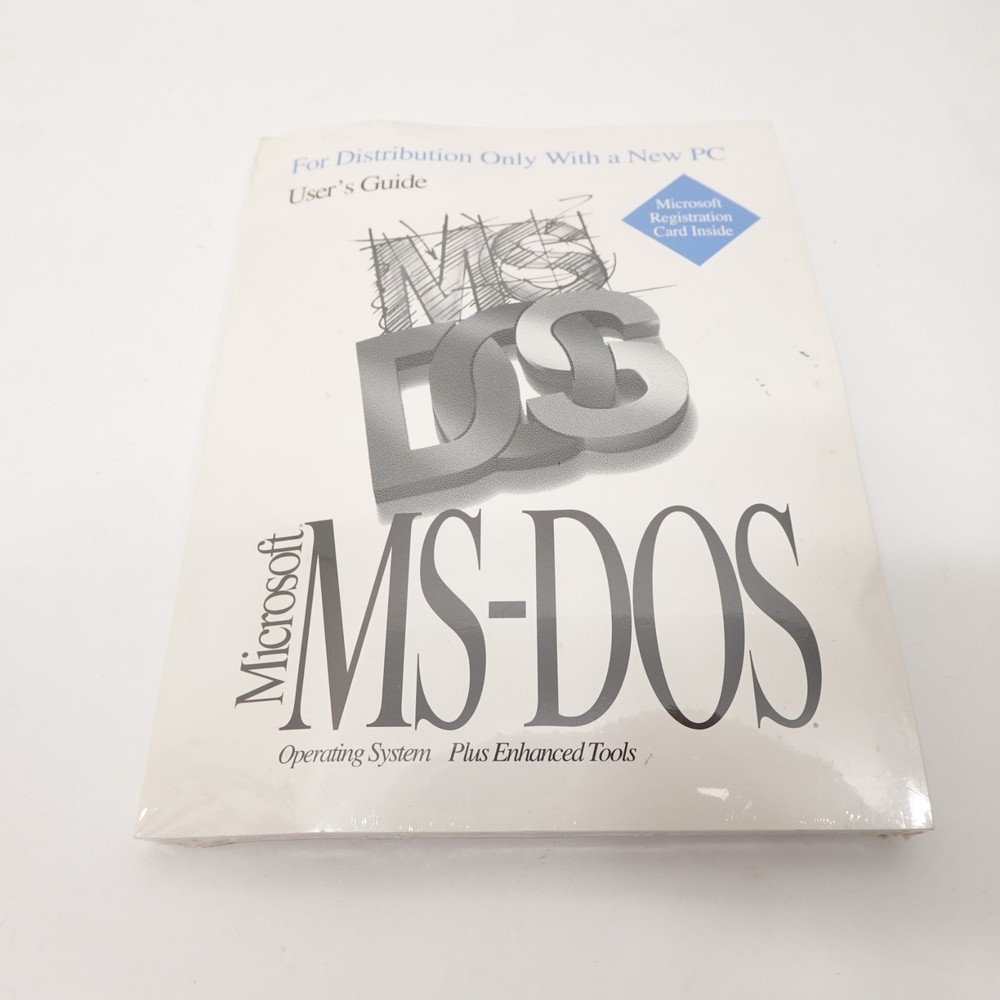 For Distribution Only With a New PC
User's Guide
Microsoft
Registration
Card Inside
MS
DOS
Microsoft®
MS-DOS®
Operating System Plus Enhanced Tools